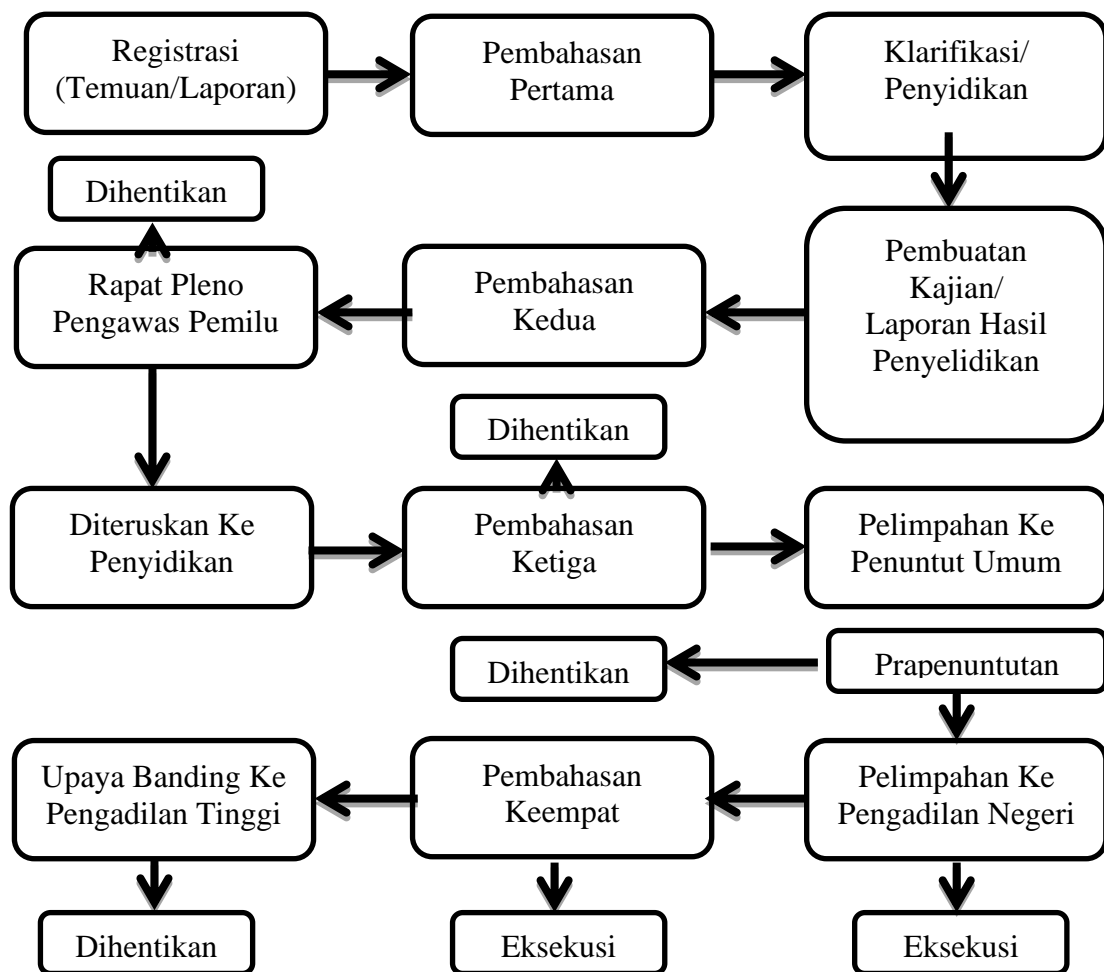 Registrasi
(Temuan/Laporan)
Pembahasan
Pertama
Klarifikasi/
Penyidikan
Dihentikan
Rapat Pleno
Pengawas Pemilu
Pembahasan
Kedua
Pembuatan
Kajian/
Laporan Hasil
Penyelidikan
Dihentikan
Diteruskan Ke
Penyidikan
Pembahasan
Ketiga
Pelimpahan Ke
Penuntut Umum
Dihentikan
Prapenuntutan
Upaya Banding Ke
Pengadilan Tinggi
Pembahasan
Keempat
Pelimpahan Ke
Pengadilan Negeri
Dihentikan
Eksekusi
Eksekusi